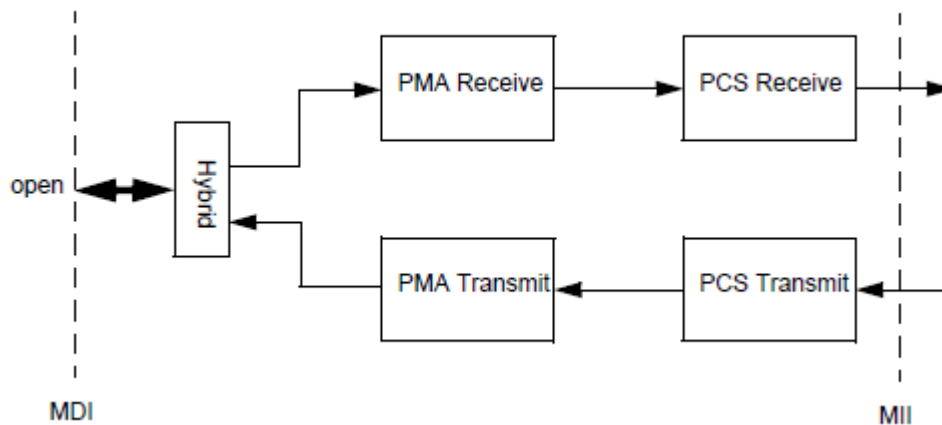 PMA Receive
PCS Receive
open
Hybrid
PMA Transmit
PCS Transmit
MDI
MII